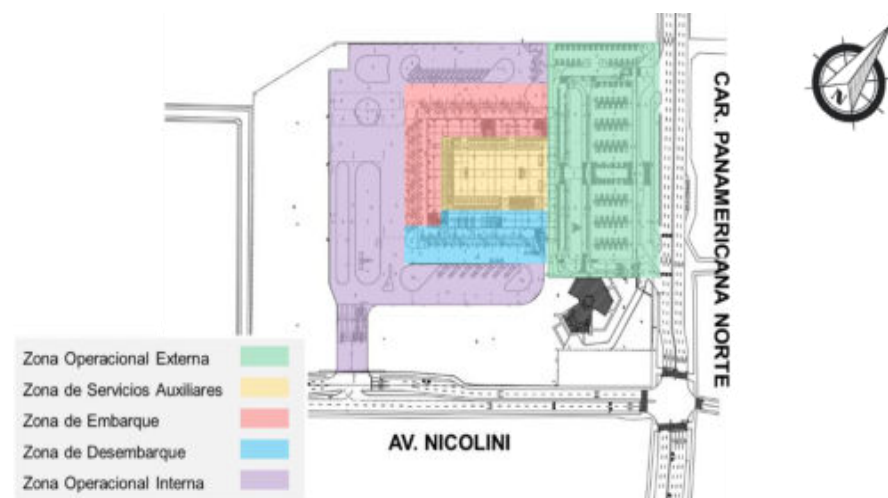 CAR. PANAMERICANA NORTE
N
Zona Operacional Externa
Zona de Servicios Auxiliares
Zona de Embarque
Zona de Desembarque
Zona Operacional Interna
AV. NICOLINI